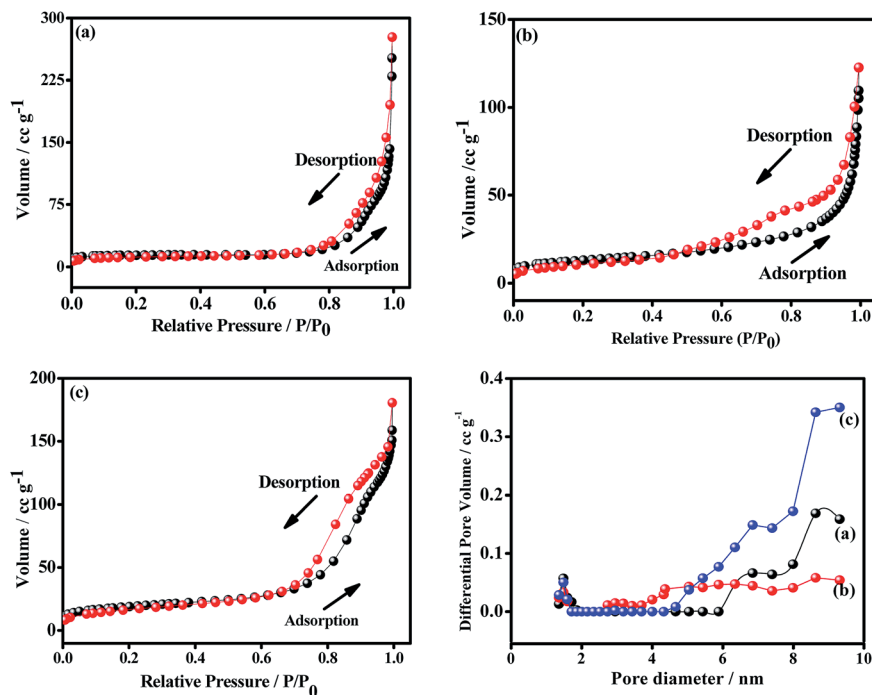 (a)
300
225
150
75
0
Volume / cc g-1
Desorption
Adsorption
0.0 0.2 0.4 0.6 0.8 1.0
Relative Pressure / P/P0
(b)
150
100
50
0
Volume /cc g-1
Desorption
Adsorption
0.0 0.2 0.4 0.6 0.8 1.0
Relative Pressure (P/P0)
(c)
200
150
100
50
0
Volume / cc g-1
Desorption
Adsorption
0.0 0.2 0.4 0.6 0.8 1.0
Relative Pressure / P/P0
0.4
0.3
0.2
0.1
0.0
Differential Pore Volume / cc g-1
(c)
(a)
(b)
0 2 4 6 8 10
Pore diameter / nm